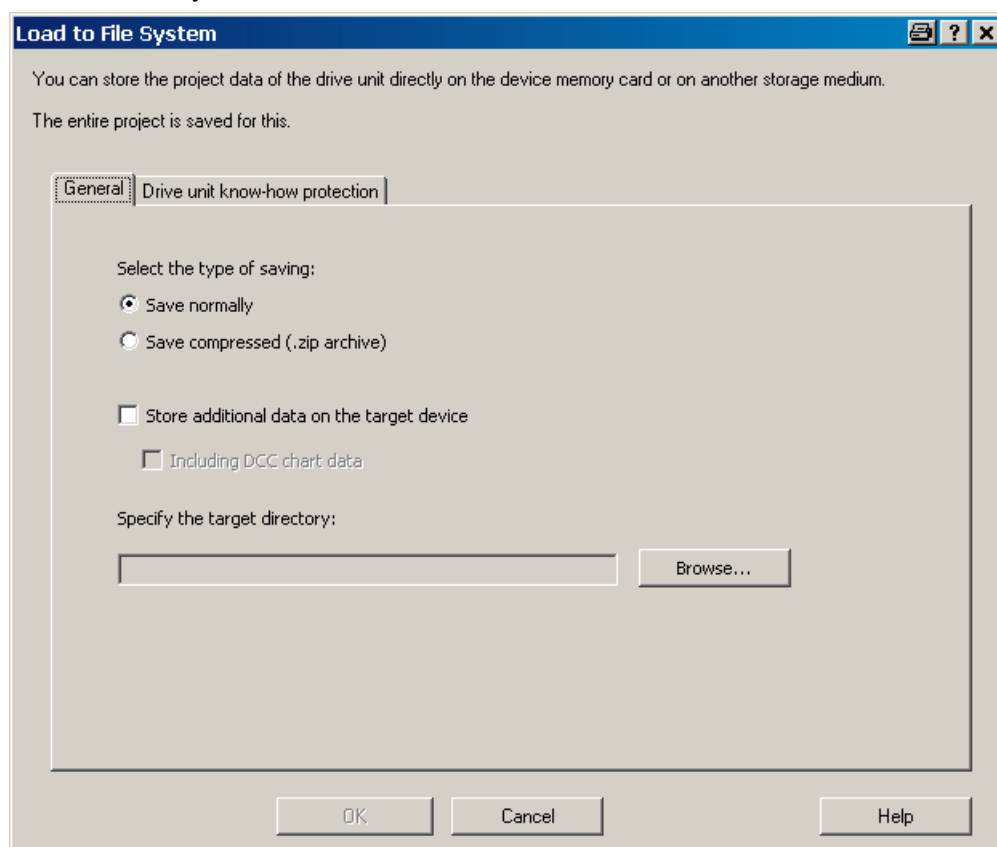 Load to File System
You can store the project data of the drive unit directly on the device memory card or on another storage medium.
The entire project is saved for this.
General Drive unit know-how protection
Select the type of saving:
Save normally
Save compressed (.zip archive)
Store additional data on the target device
Including DCC chart data
Specify the target directory:
Browse...
OK Cancel Help